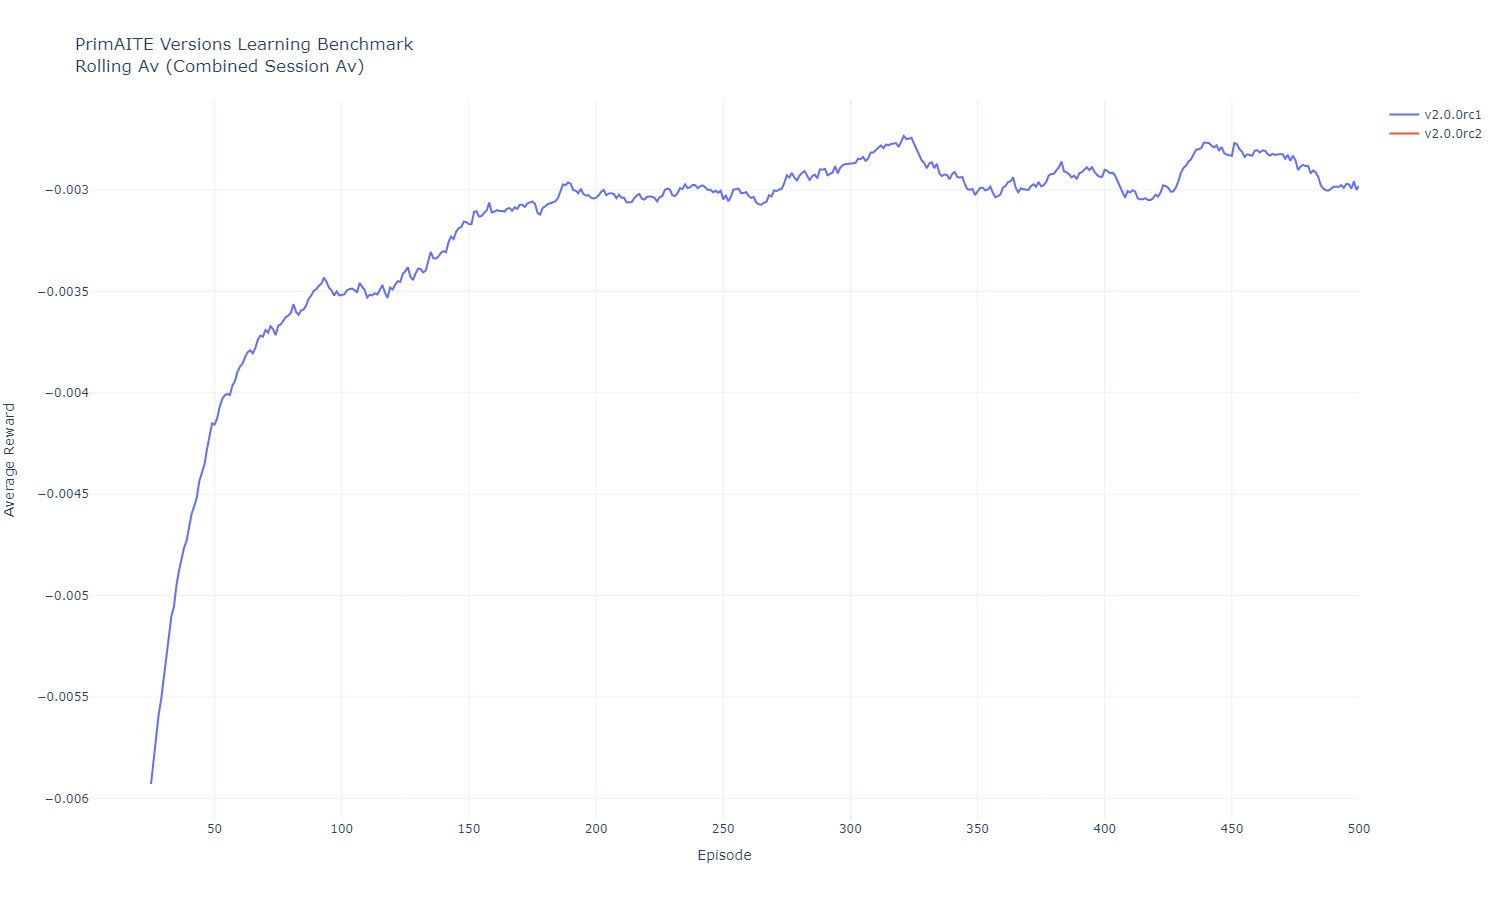 PrimAITE Versions Learning Benchmark
Rolling Av (Combined Session Av)
v2.0.0rc1
v2.0.0rc2
−0.003
−0.0035
−0.004
−0.0045
−0.005
−0.0055
−0.006
Average Reward
50 100 150 200 250 300 350 400 450 500
Episode